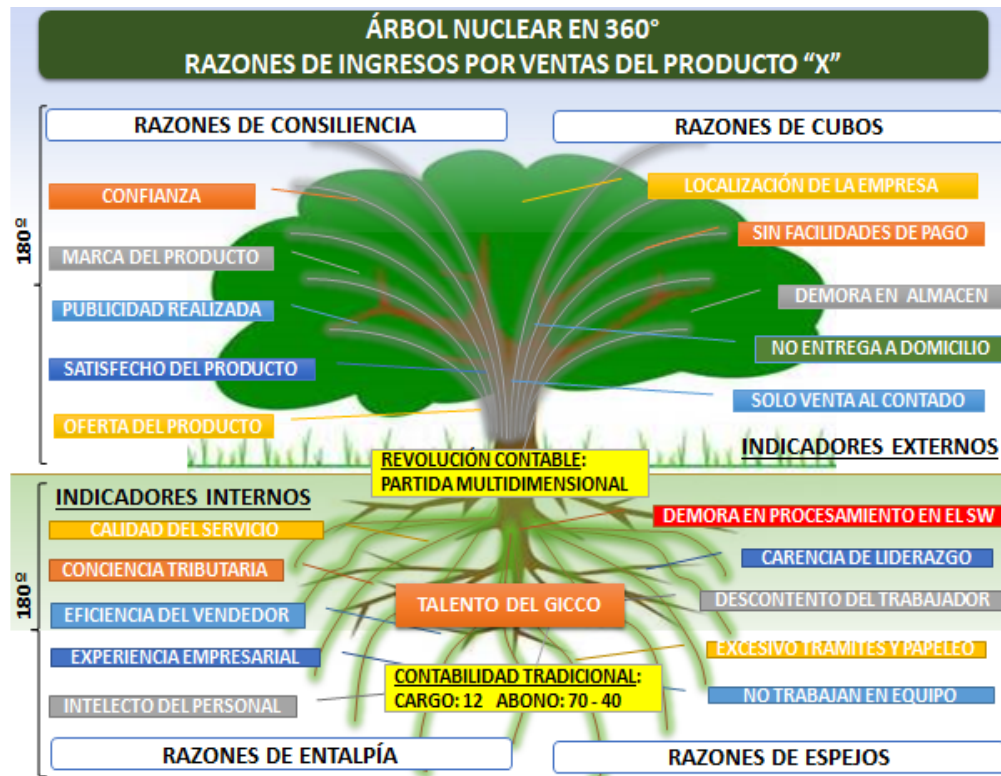 ÁRBOL NUCLEAR EN 360°
RAZONES DE INGRESOS POR VENTAS DEL PRODUCTO “X”
RAZONES DE CONSILIENCIA
RAZONES DE CUBOS
180º
CONFIANZA
MARCA DEL PRODUCTO
PUBLICIDAD REALIZADA
SATISFECHO DEL PRODUCTO
OFERTA DEL PRODUCTO
LOCALIZACIÓN DE LA EMPRESA
SIN FACILIDADES DE PAGO
DEMORA EN ALMACEN
NO ENTREGA A DOMICILIO
SOLO VENTA AL CONTADO
INDICADORES EXTERNOS
REVOLUCIÓN CONTABLE:
PARTIDA MULTIDIMENSIONAL
INDICADORES INTERNOS
180º
CALIDAD DEL SERVICIO
CONCIENCIA TRIBUTARIA
EFICIENCIA DEL VENDEDOR
EXPERIENCIA EMPRESARIAL
INTELECTO DEL PERSONAL
TALENTO DEL GICCO
CONTABILIDAD TRADICIONAL:
CARGO: 12 ABONO: 70 - 40
DEMORA EN PROCESAMIENTO EN EL SW
CARENCIA DE LIDERAZGO
DESCONTENTO DEL TRABAJADOR
EXCESIVO TRAMITES Y PAPELEO
NO TRABAJAN EN EQUIPO
RAZONES DE ENTALPÍA
RAZONES DE ESPEJOS